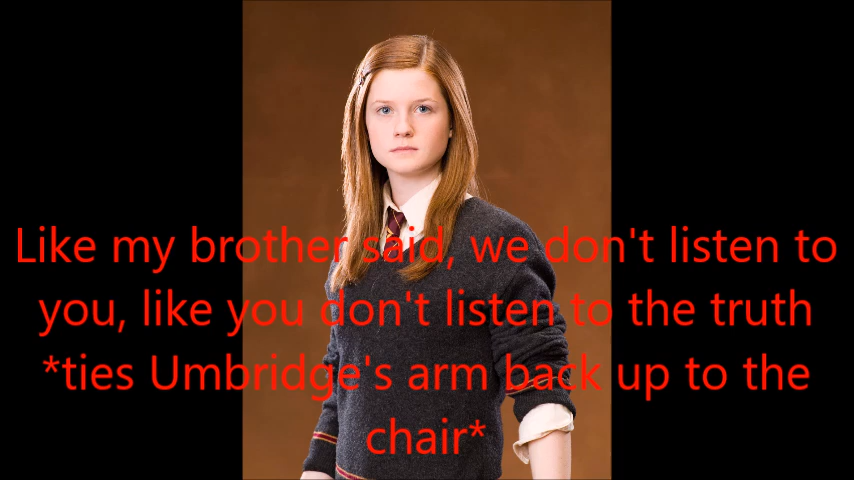 Like my brother said, we don't listen to
you, like you don't listen to the truth
*ties Umbridge's arm back up to the
chair*